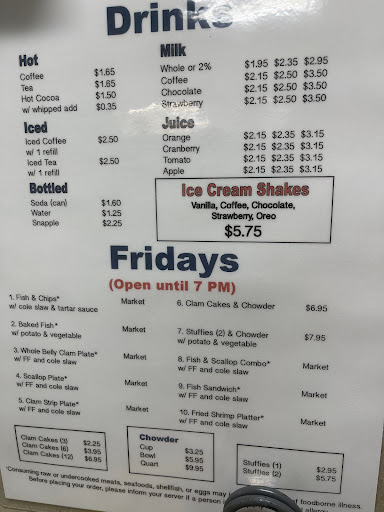 Drinks
Hot
Coffee $1.65
Tea $1.65
Hot Cocoa $1.50
w/ whipped add $0.35
Iced
Iced Coffee $2.50
w/ 1 refill
Iced Tea $2.50
w/ 1 refill
Bottled
Soda (can) $1.60
Water $1.25
Snapple $2.25
Milk
Whole or 2% $1.95 $2.35 $2.95
Coffee $2.15 $2.50 $3.50
Chocolate $2.15 $2.50 $3.50
Strawberry $2.15 $2.50 $3.50
Juice
Orange $2.15 $2.35 $3.15
Cranberry $2.15 $2.35 $3.15
Tomato $2.15 $2.35 $3.15
Apple $2.15 $2.35 $3.15
Ice Cream Shakes
Vanilla, Coffee, Chocolate,
Strawberry, Oreo
$5.75
Fridays
(Open until 7 PM)
1. Fish & Chips* Market
w/ cole slaw & tartar sauce
2. Baked Fish* Market
w/ potato & vegetable
3. Whole Belly Clam Plate* Market
w/ FF and cole slaw
4. Scallop Plate* Market
w/ FF and cole slaw
5. Clam Strip Plate* Market
w/ FF and cole slaw
6. Clam Cakes & Chowder $6.95
7. Stuffies (2) & Chowder $7.95
w/ potato & vegetable
8. Fish & Scallop Combo* Market
w/ FF and cole slaw
9. Fish Sandwich* Market
w/ FF and cole slaw
10. Fried Shrimp Platter* Market
w/ FF and cole slaw
Clam Cakes (3) $2.25
Clam Cakes (6) $3.95
Clam Cakes (12) $6.95
Chowder
Cup $3.25
Bowl $5.95
Quart $9.95
Stuffies (1) $2.95
Stuffies (2) $5.75
*Consuming raw or undercooked meats, seafoods, shellfish, or eggs may of foodborne illness.
Before placing your order, please inform your server if a person